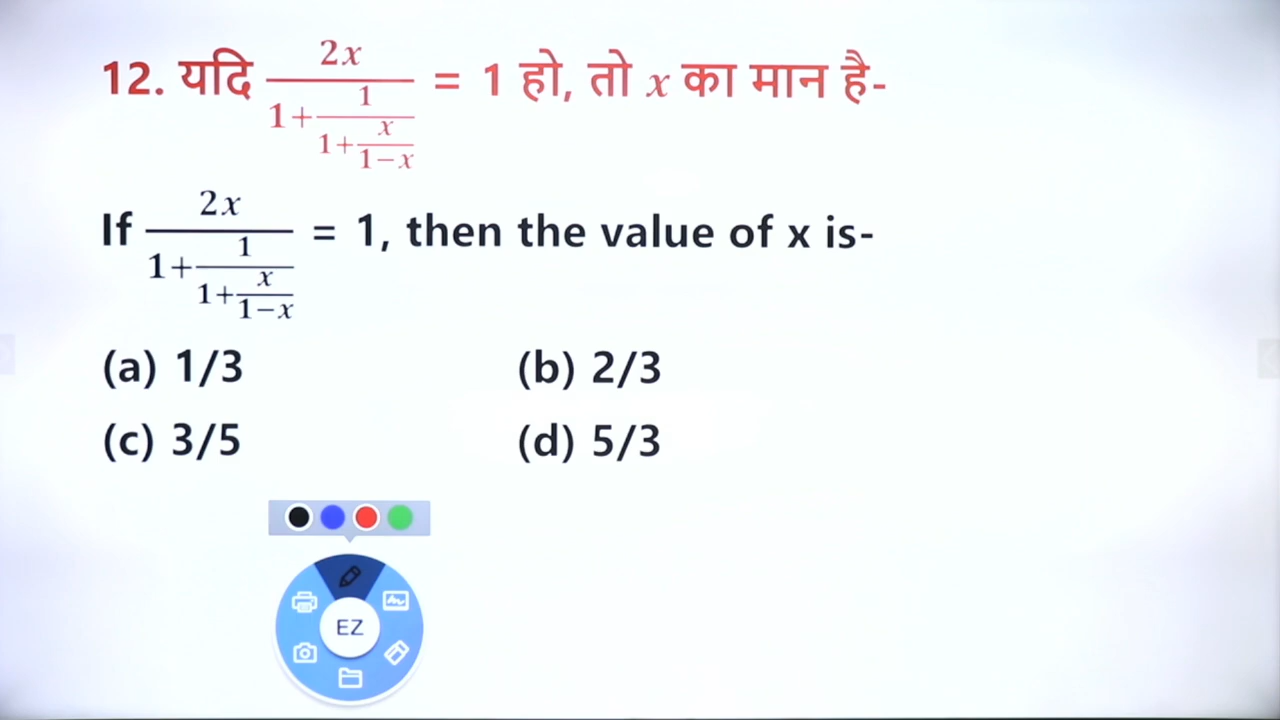 12. यदि 2x/(1+1/(1+x/(1−x))) = 1 हो, तो x का मान है-
If 2x/(1+1/(1+x/(1−x))) = 1, then the value of x is-
(a) 1/3 (b) 2/3
(c) 3/5 (d) 5/3
EZ